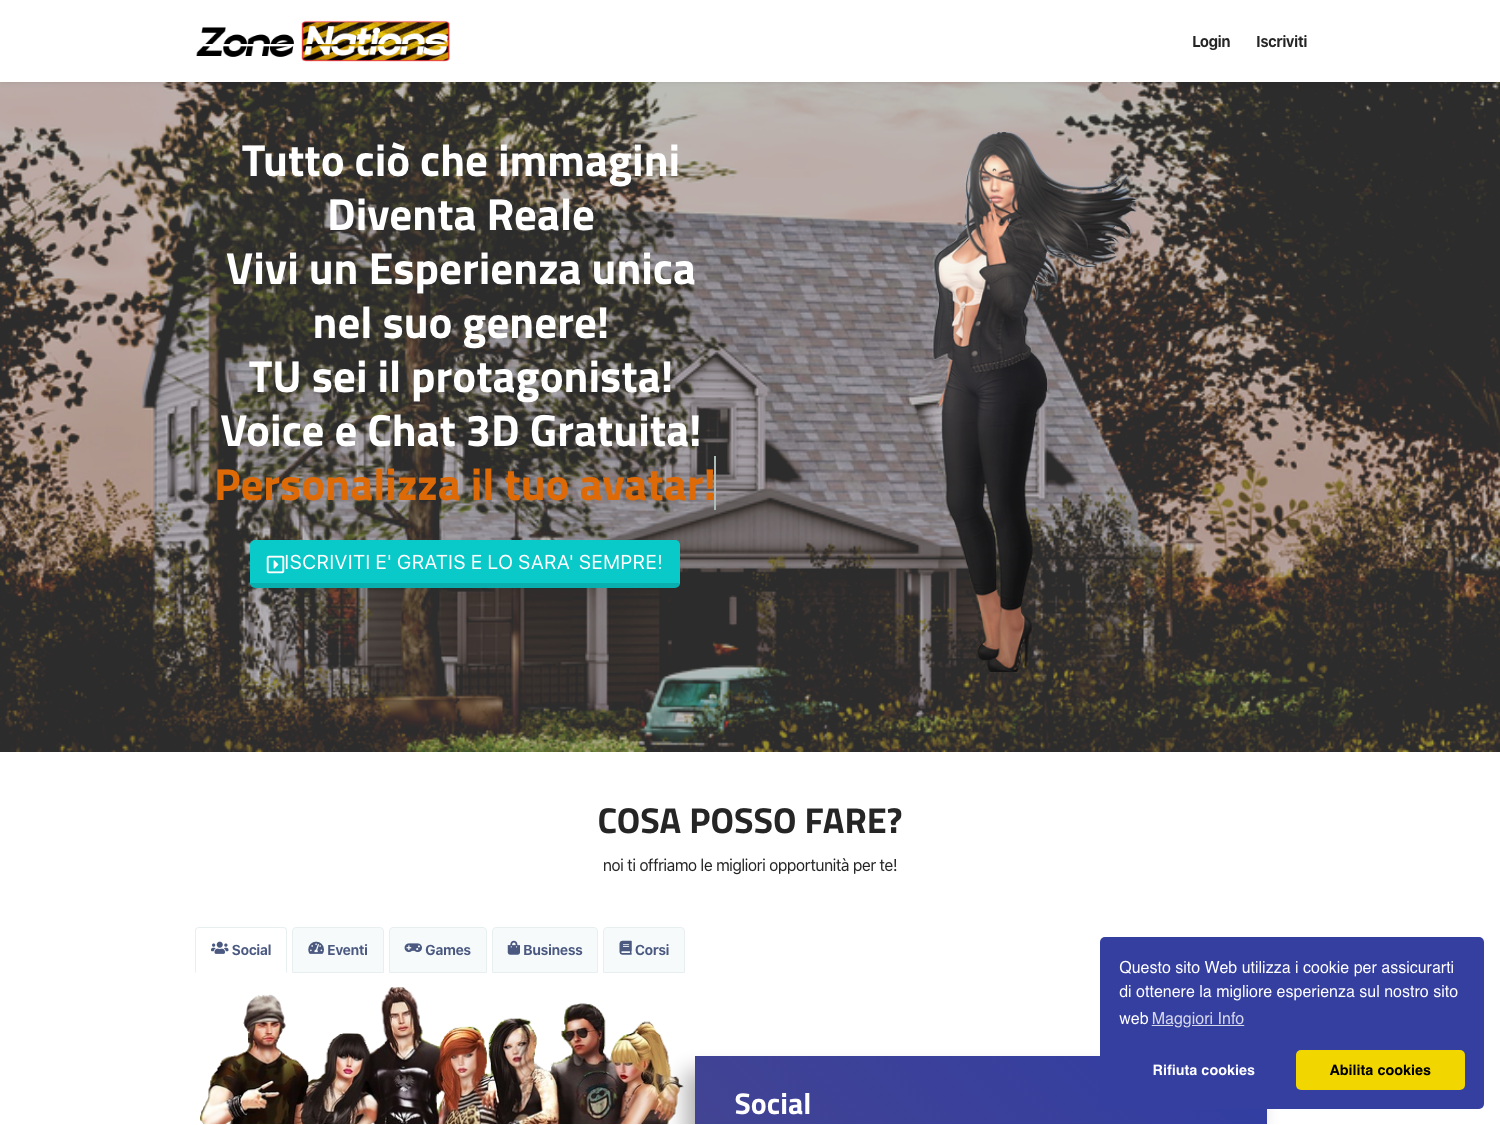 Zone Nations
Login
Iscriviti
Tutto ciò che immagini
Diventa Reale
Vivi un Esperienza unica
nel suo genere!
TU sei il protagonista!
Voice e Chat 3D Gratuita!
Personalizza il tuo avatar!
ISCRIVITI E' GRATIS E LO SARA' SEMPRE!
COSA POSSO FARE?
noi ti offriamo le migliori opportunità per te!
Social
Eventi
Games
Business
Corsi
Social
Questo sito Web utilizza i cookie per assicurarti
di ottenere la migliore esperienza sul nostro sito
web Maggiori Info
Rifiuta cookies
Abilita cookies